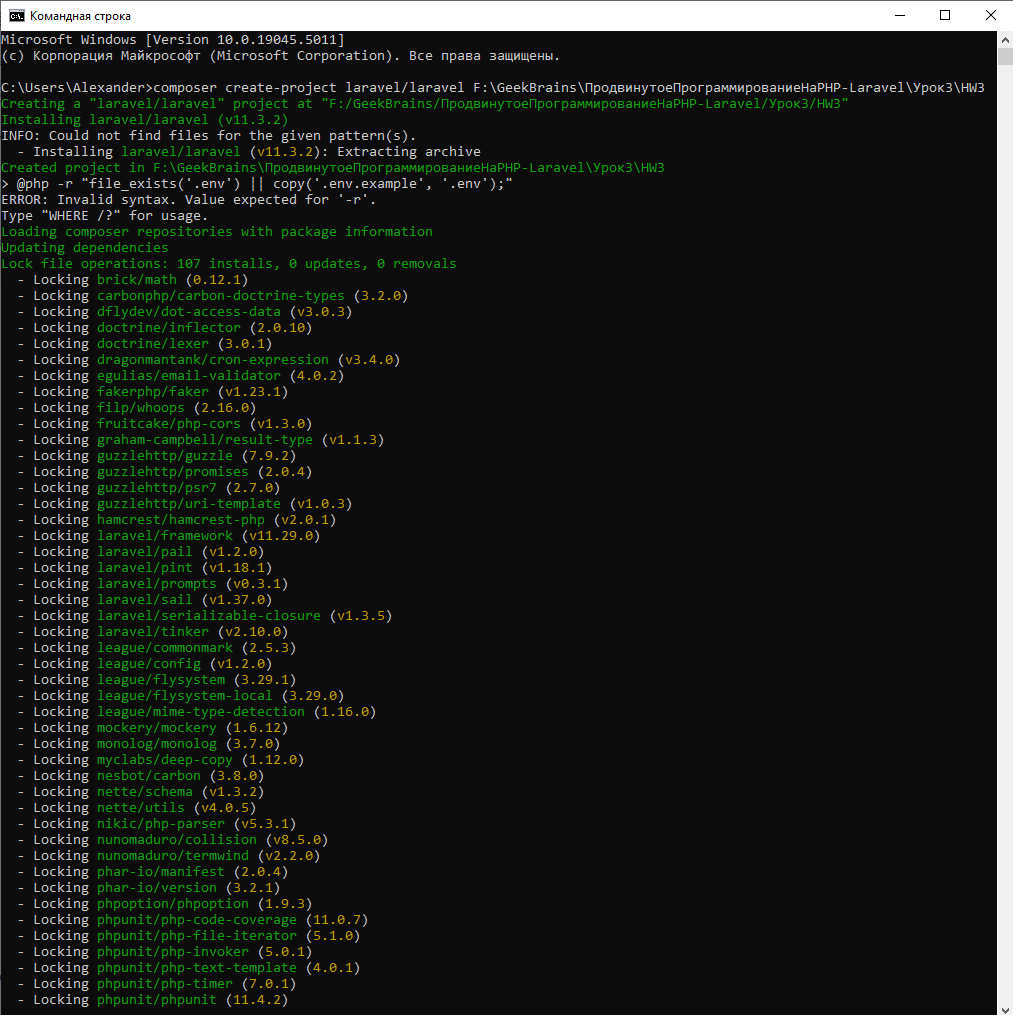 Командная строка
Microsoft Windows [Version 10.0.19045.5011]
(c) Корпорация Майкрософт (Microsoft Corporation). Все права защищены.
C:\Users\Alexander>composer create-project laravel/laravel F:\GeekBrains\ПродвинутоеПрограммированиеНаPHP-Laravel\Урок3\HW3
Creating a "laravel/laravel" project at "F:/GeekBrains/ПродвинутоеПрограммированиеНаPHP-Laravel/Урок3/HW3"
Installing laravel/laravel (v11.3.2)
INFO: Could not find files for the given pattern(s).
  - Installing laravel/laravel (v11.3.2): Extracting archive
Created project in F:\GeekBrains\ПродвинутоеПрограммированиеНаPHP-Laravel\Урок3\HW3
> @php -r "file_exists('.env') || copy('.env.example', '.env');"
ERROR: Invalid syntax. Value expected for '-r'.
Type "WHERE /?" for usage.
Loading composer repositories with package information
Updating dependencies
Lock file operations: 107 installs, 0 updates, 0 removals
  - Locking brick/math (0.12.1)
  - Locking carbonphp/carbon-doctrine-types (3.2.0)
  - Locking dflydev/dot-access-data (v3.0.3)
  - Locking doctrine/inflector (2.0.10)
  - Locking doctrine/lexer (3.0.1)
  - Locking dragonmantank/cron-expression (v3.4.0)
  - Locking egulias/email-validator (4.0.2)
  - Locking fakerphp/faker (v1.23.1)
  - Locking filp/whoops (2.16.0)
  - Locking fruitcake/php-cors (v1.3.0)
  - Locking graham-campbell/result-type (v1.1.3)
  - Locking guzzlehttp/guzzle (7.9.2)
  - Locking guzzlehttp/promises (2.0.4)
  - Locking guzzlehttp/psr7 (2.7.0)
  - Locking guzzlehttp/uri-template (v1.0.3)
  - Locking hamcrest/hamcrest-php (v2.0.1)
  - Locking laravel/framework (v11.29.0)
  - Locking laravel/pail (v1.2.0)
  - Locking laravel/pint (v1.18.1)
  - Locking laravel/prompts (v0.3.1)
  - Locking laravel/sail (v1.37.0)
  - Locking laravel/serializable-closure (v1.3.5)
  - Locking laravel/tinker (v2.10.0)
  - Locking league/commonmark (2.5.3)
  - Locking league/config (v1.2.0)
  - Locking league/flysystem (3.29.1)
  - Locking league/flysystem-local (3.29.0)
  - Locking league/mime-type-detection (1.16.0)
  - Locking mockery/mockery (1.6.12)
  - Locking monolog/monolog (3.7.0)
  - Locking myclabs/deep-copy (1.12.0)
  - Locking nesbot/carbon (3.8.0)
  - Locking nette/schema (v1.3.2)
  - Locking nette/utils (v4.0.5)
  - Locking nikic/php-parser (v5.3.1)
  - Locking nunomaduro/collision (v8.5.0)
  - Locking nunomaduro/termwind (v2.2.0)
  - Locking phar-io/manifest (2.0.4)
  - Locking phar-io/version (3.2.1)
  - Locking phpoption/phpoption (1.9.3)
  - Locking phpunit/php-code-coverage (11.0.7)
  - Locking phpunit/php-file-iterator (5.1.0)
  - Locking phpunit/php-invoker (5.0.1)
  - Locking phpunit/php-text-template (4.0.1)
  - Locking phpunit/php-timer (7.0.1)
  - Locking phpunit/phpunit (11.4.2)